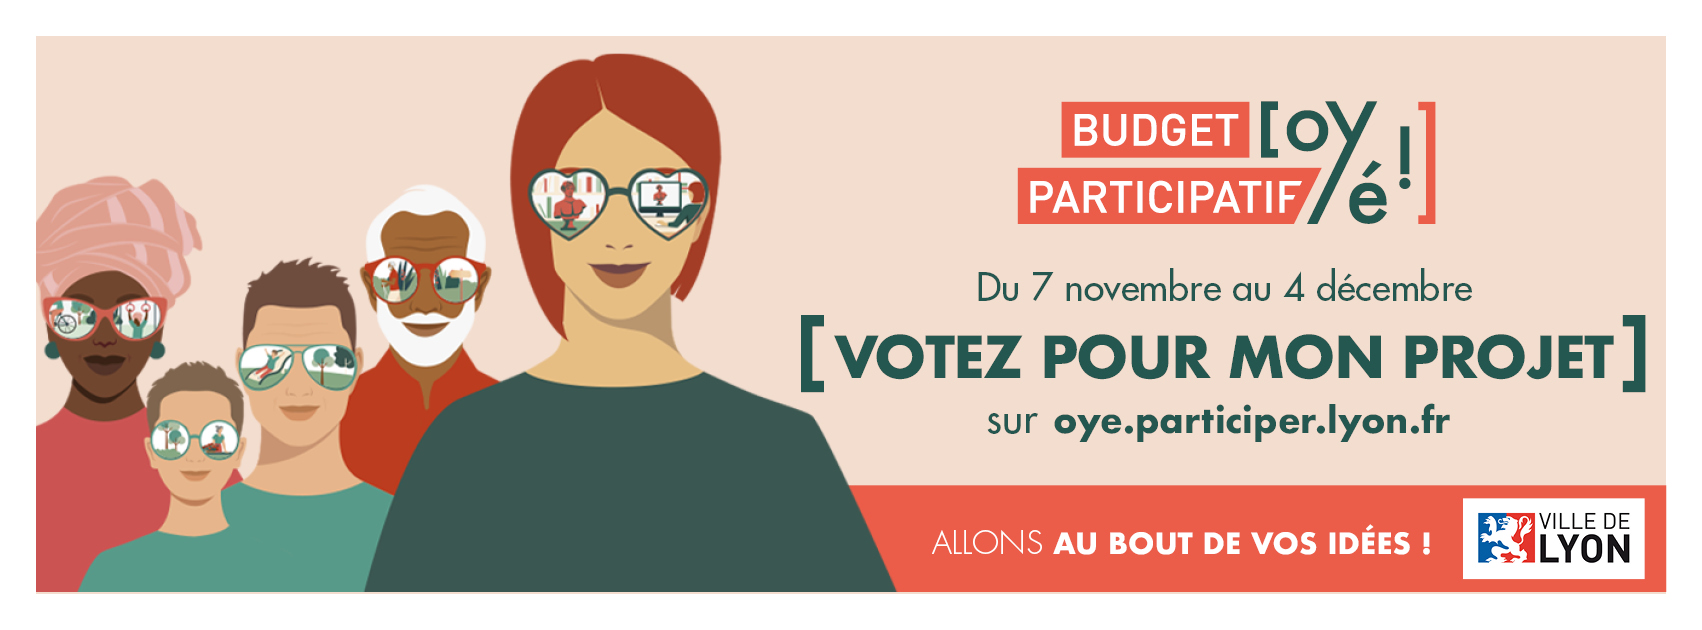 BUDGET [oyé!]
PARTICIPATIF
Du 7 novembre au 4 décembre
[VOTEZ POUR MON PROJET]
sur oye.participer.lyon.fr
ALLONS AU BOUT DE VOS IDÉES !
VILLE DE
LYON